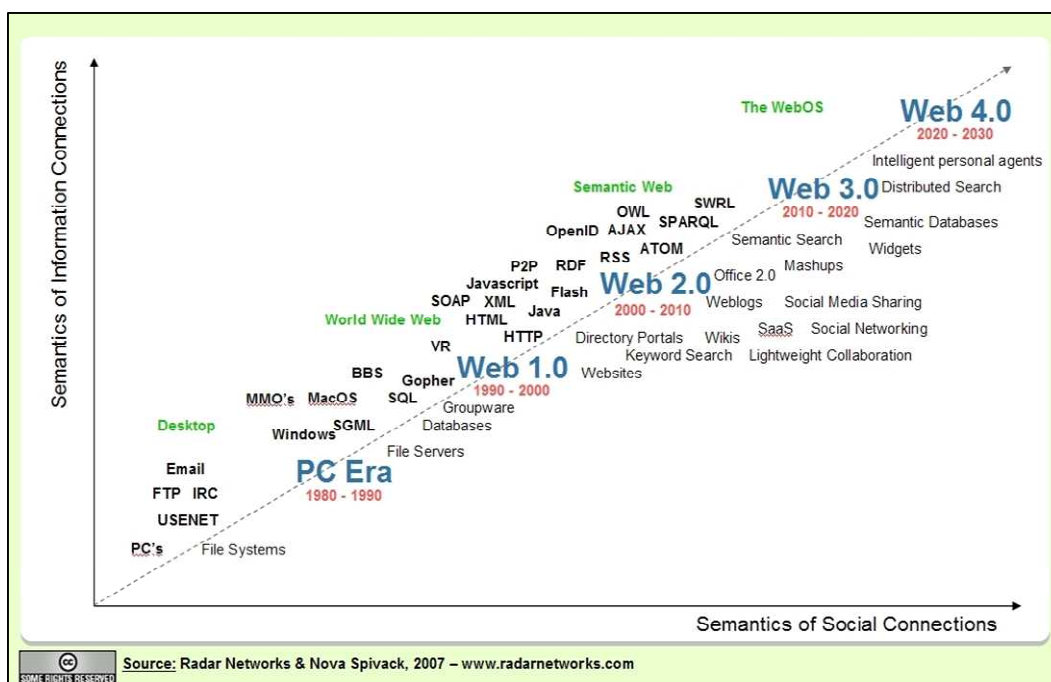 Semantics of Information Connections
The WebOS
Web 4.0
2020 - 2030
Intelligent personal agents
Semantic Web
Web 3.0
Distributed Search
2010 - 2020
SWRL
OWL
SPARQL
Semantic Databases
OpenID
AJAX
Semantic Search
Widgets
ATOM
RSS
P2P
RDF
Mashups
Office 2.0
Javascript
Flash
Web 2.0
2000 - 2010
SOAP
XML
Java
Weblogs
Social Media Sharing
World Wide Web
HTML
HTTP
Directory Portals
Wikis
SaaS
Social Networking
VR
Keyword Search
Lightweight Collaboration
Web 1.0
1990 - 2000
Websites
BBS
Gopher
MMO's
MacOS
SQL
Groupware
Desktop
Windows
SGML
Databases
File Servers
Email
PC Era
1980 - 1990
FTP
IRC
USENET
PC's
File Systems
Semantics of Social Connections
cc
SOME RIGHTS RESERVED
Source: Radar Networks & Nova Spivack, 2007 – www.radarnetworks.com